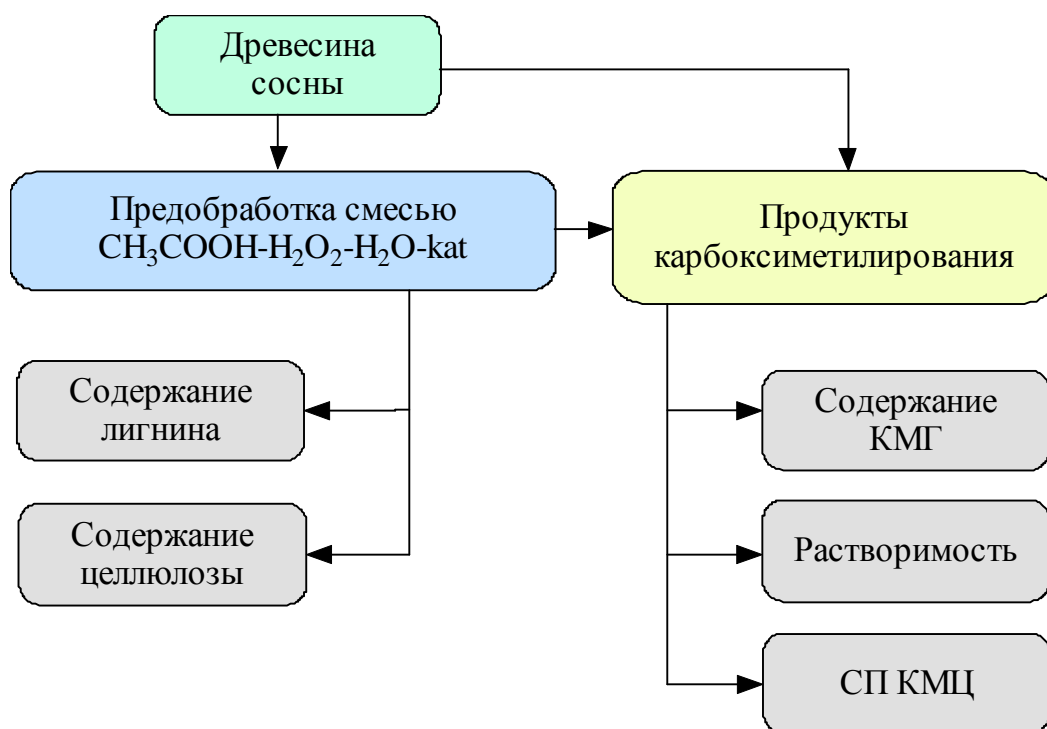 Древесина
сосны
Предобработка смесью
CH₃COOH-H₂O₂-H₂O-kat
Продукты
карбоксиметилирования
Содержание
лигнина
Содержание
целлюлозы
Содержание
КМГ
Растворимость
СП КМЦ